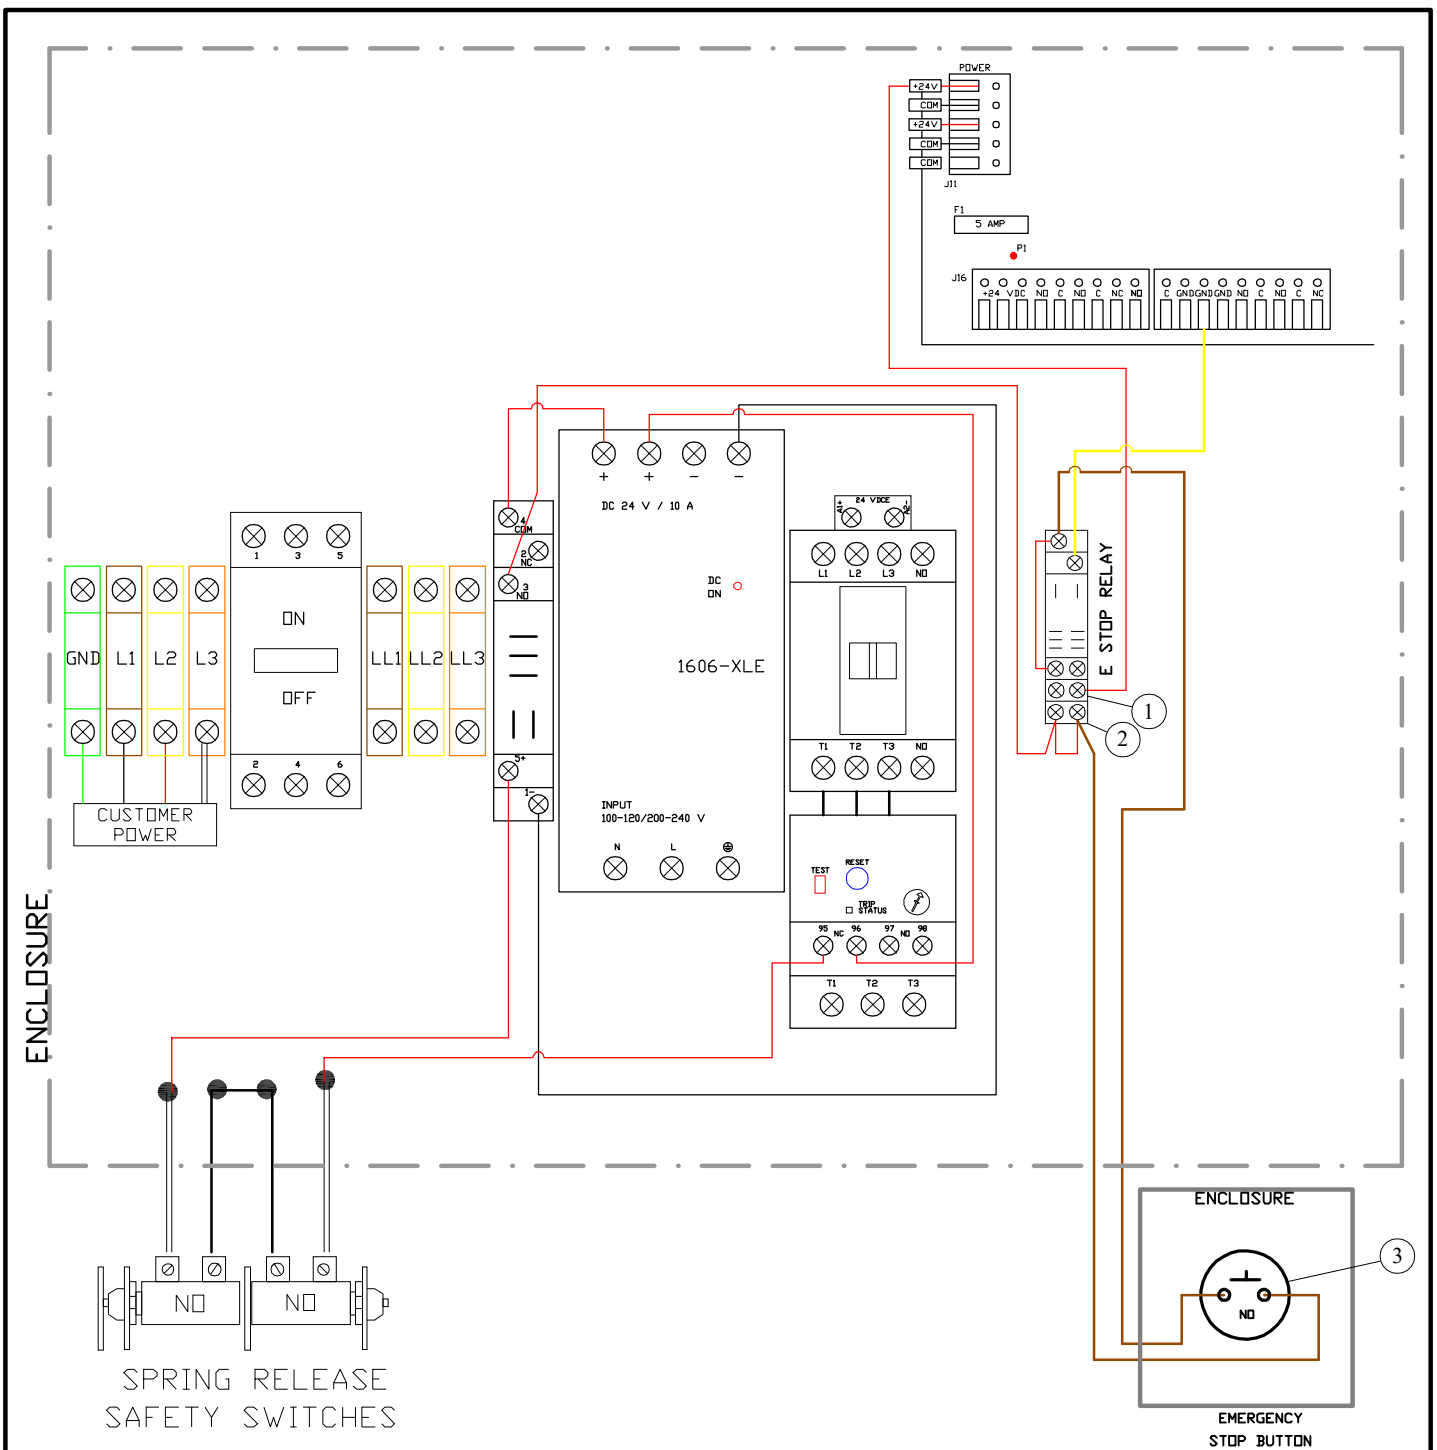 POWER
+24V
COM
+24V
COM
COM
J11
F1
5 AMP
P1
J16
+24 VDC NO C NO C NC NO
C GND GND GND NO C NO C NC
+ + - -
DC 24 V / 10 A
DC
ON
1606-XLE
INPUT
100-120/200-240 V
N L
4
COM
2
NC
3
NO
5+
1-
24 VDCE
A1+ A2-
L1 L2 L3 NO
T1 T2 T3 NO
TEST RESET
TRIP
STATUS
95 NC 96 97 NO 98
T1 T2 T3
E STOP RELAY
1
2
1 3 5
ON
OFF
2 4 6
GND L1 L2 L3
LL1 LL2 LL3
CUSTOMER
POWER
ENCLOSURE
NO NO
SPRING RELEASE
SAFETY SWITCHES
ENCLOSURE
3
NO
EMERGENCY
STOP BUTTON